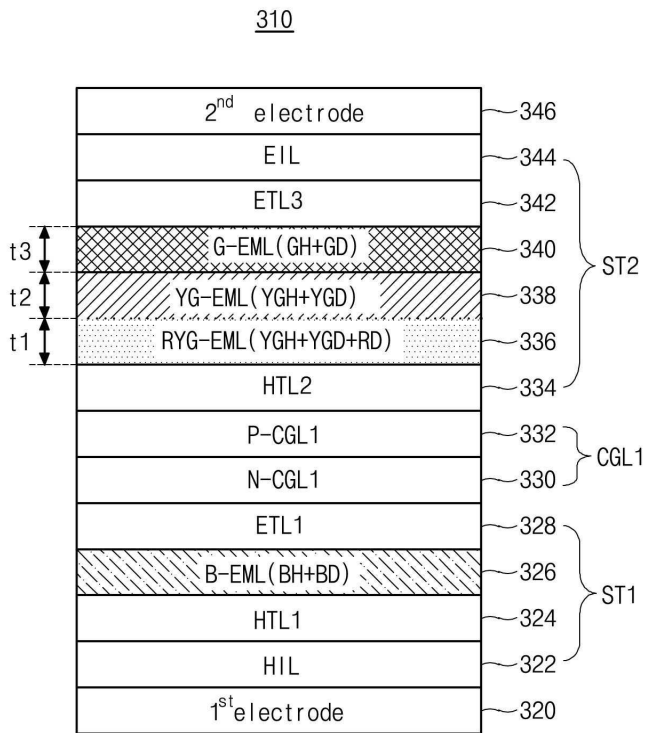 310
2nd electrode 346
EIL 344
ETL3 342
t3 G-EML(GH+GD) 340
ST2
t2 YG-EML(YGH+YGD) 338
t1 RYG-EML(YGH+YGD+RD) 336
HTL2 334
P-CGL1 332
CGL1
N-CGL1 330
ETL1 328
B-EML(BH+BD) 326
ST1
HTL1 324
HIL 322
1st electrode 320